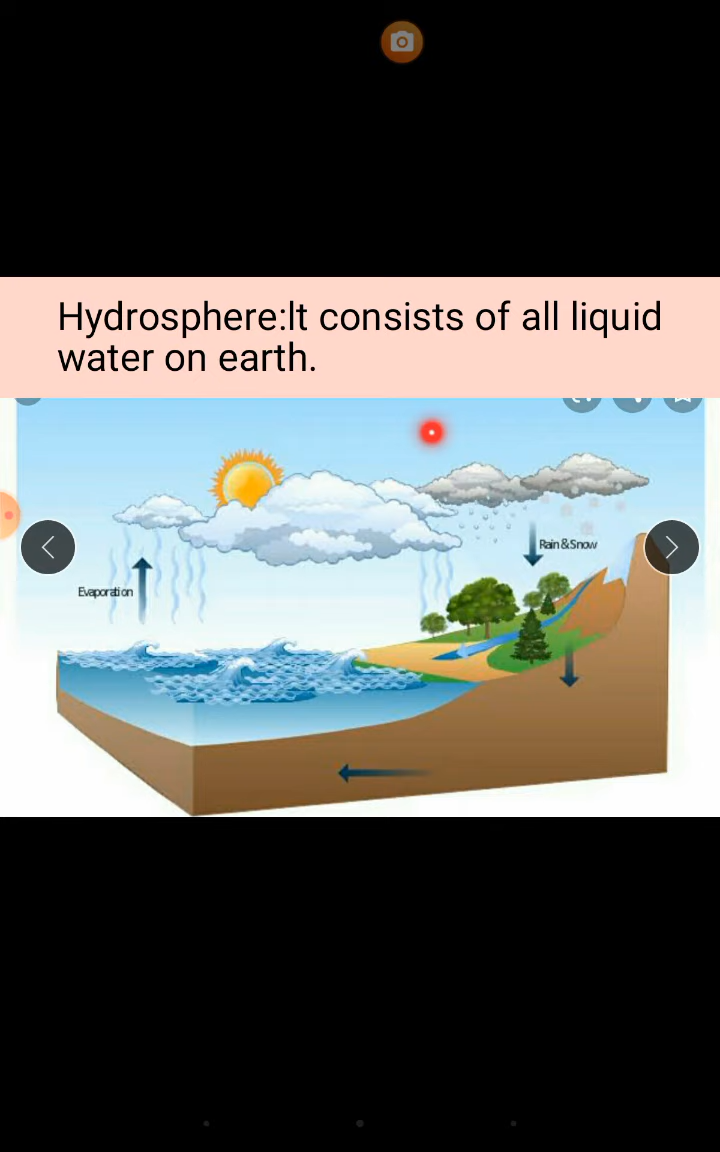 Hydrosphere:It consists of all liquid
water on earth.
Rain & Snow
Evaporation